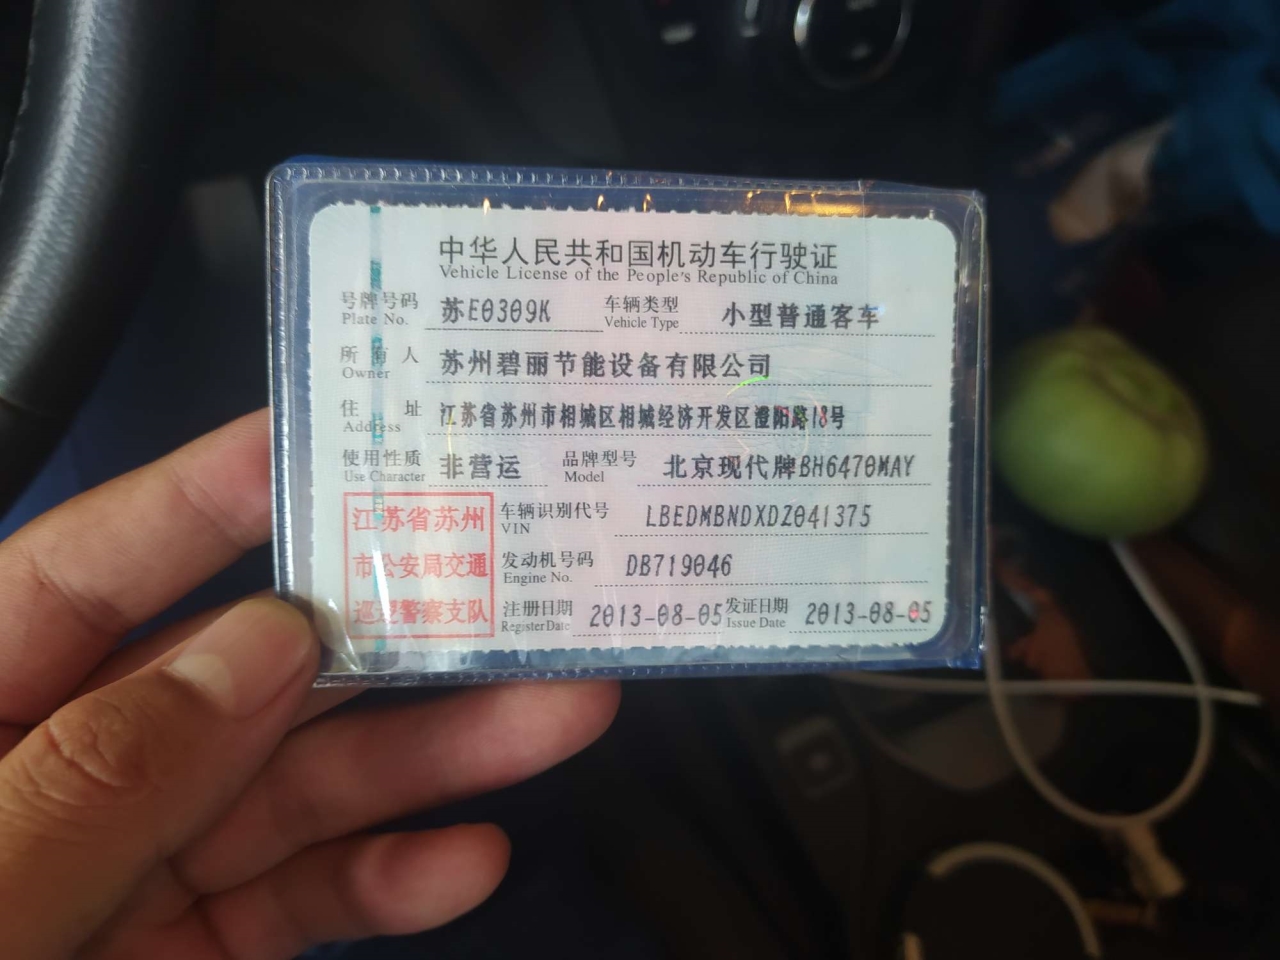 中华人民共和国机动车行驶证
Vehicle License of the People's Republic of China
号牌号码 苏E0309K 车辆类型 小型普通客车
Plate No. Vehicle Type
所有人 苏州碧丽节能设备有限公司
Owner
住址 江苏省苏州市相城区相城经济开发区澄阳路18号
Address
使用性质 非营运 品牌型号 北京现代牌BH6470MAY
Use Character Model
江苏省苏州
市公安局交通
巡逻警察支队
车辆识别代号 LBEDMBNDXDZ041375
VIN
发动机号码 DB719046
Engine No.
注册日期 2013-08-05 发证日期 2013-08-05
Register Date Issue Date